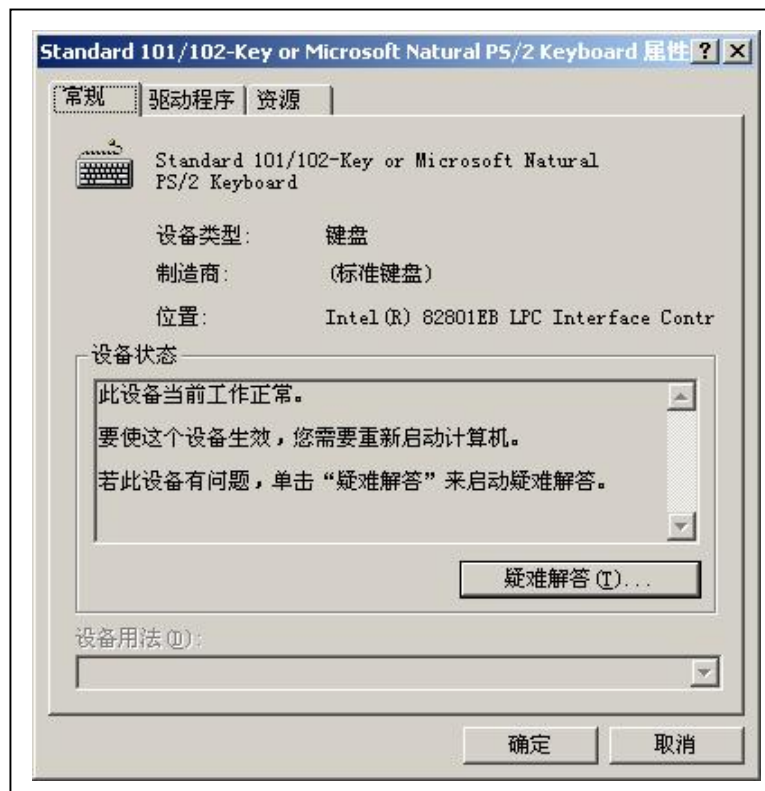 Standard 101/102-Key or Microsoft Natural PS/2 Keyboard 属性
常规 驱动程序 资源
Standard 101/102-Key or Microsoft Natural
PS/2 Keyboard
设备类型: 键盘
制造商: (标准键盘)
位置: Intel(R) 82801EB LPC Interface Contr
设备状态
此设备当前工作正常。
要使这个设备生效，您需要重新启动计算机。
若此设备有问题，单击“疑难解答”来启动疑难解答。
疑难解答(T)...
设备用法(D):
确定 取消